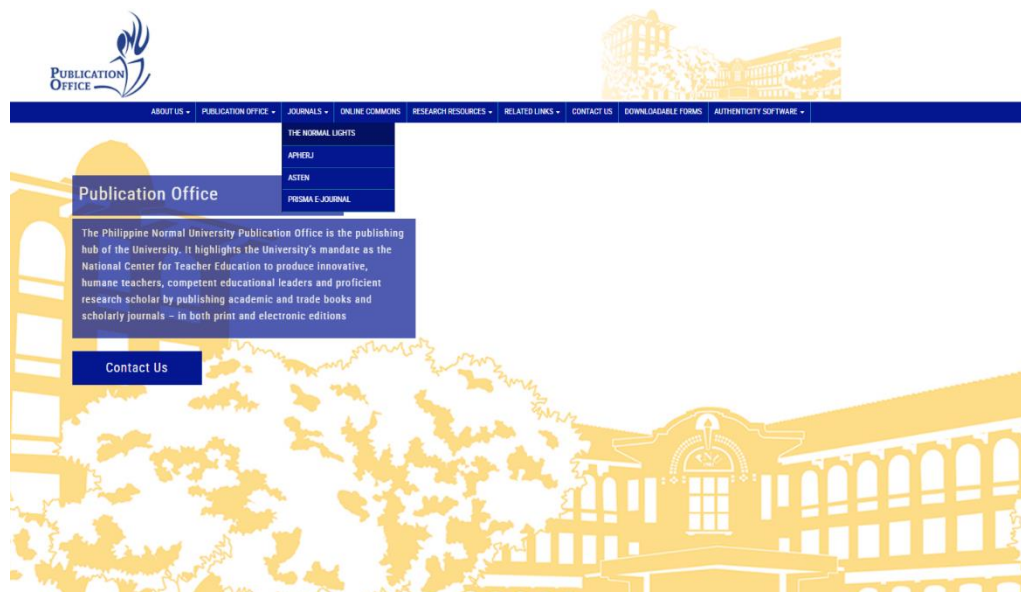 PNU
PUBLICATION
OFFICE
ABOUT US
PUBLICATION OFFICE
JOURNALS
ONLINE COMMONS
RESEARCH RESOURCES
RELATED LINKS
CONTACT US
DOWNLOADABLE FORMS
AUTHENTICITY SOFTWARE
THE NORMAL LIGHTS
APHERJ
ASTEN
PRISMA E-JOURNAL
Publication Office
The Philippine Normal University Publication Office is the publishing
hub of the University. It highlights the University's mandate as the
National Center for Teacher Education to produce innovative,
humane teachers, competent educational leaders and proficient
research scholar by publishing academic and trade books and
scholarly journals – in both print and electronic editions
Contact Us